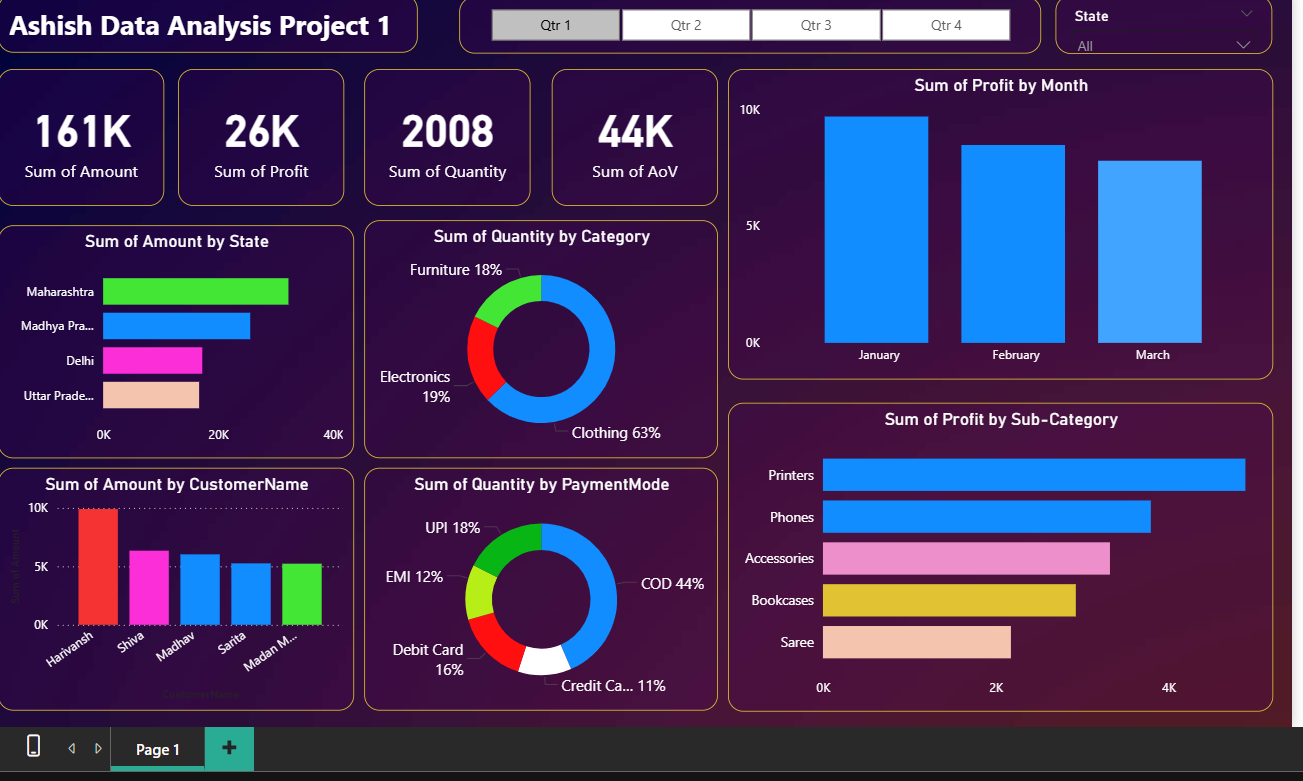 Ashish Data Analysis Project 1
Qtr 1
Qtr 2
Qtr 3
Qtr 4
State
All
161K
Sum of Amount
26K
Sum of Profit
2008
Sum of Quantity
44K
Sum of AoV
Sum of Profit by Month
10K
5K
0K
January
February
March
Sum of Amount by State
Maharashtra
Madhya Pra...
Delhi
Uttar Prade...
0K
20K
40K
Sum of Quantity by Category
Furniture 18%
Electronics
19%
Clothing 63%
Sum of Profit by Sub-Category
Printers
Phones
Accessories
Bookcases
Saree
0K
2K
4K
Sum of Amount by CustomerName
Sum of Amount
10K
5K
0K
Harivansh
Shiva
Madhav
Sarita
Madan M...
CustomerName
Sum of Quantity by PaymentMode
UPI 18%
EMI 12%
COD 44%
Debit Card
16%
Credit Ca... 11%
Page 1